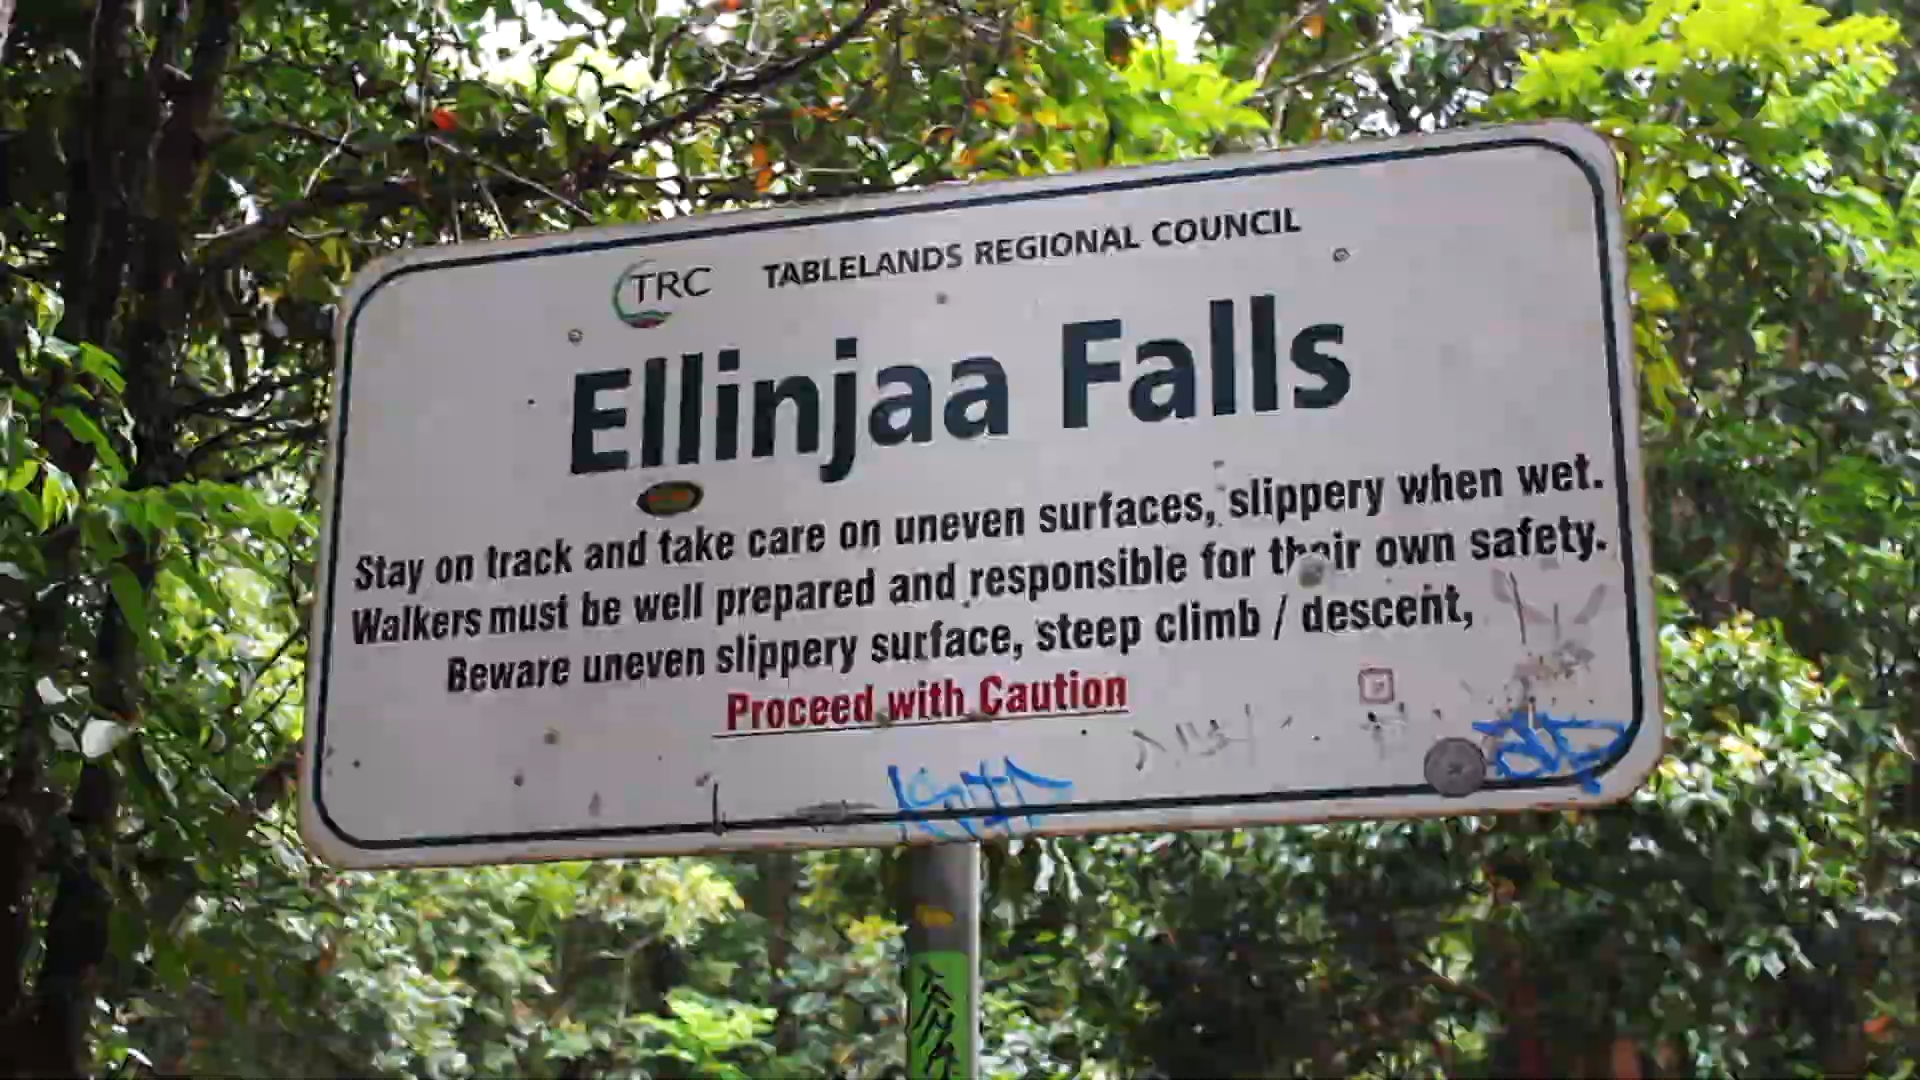 TRC TABLELANDS REGIONAL COUNCIL
Ellinjaa Falls
Stay on track and take care on uneven surfaces, slippery when wet.
Walkers must be well prepared and responsible for their own safety.
Beware uneven slippery surface, steep climb / descent,
Proceed with Caution